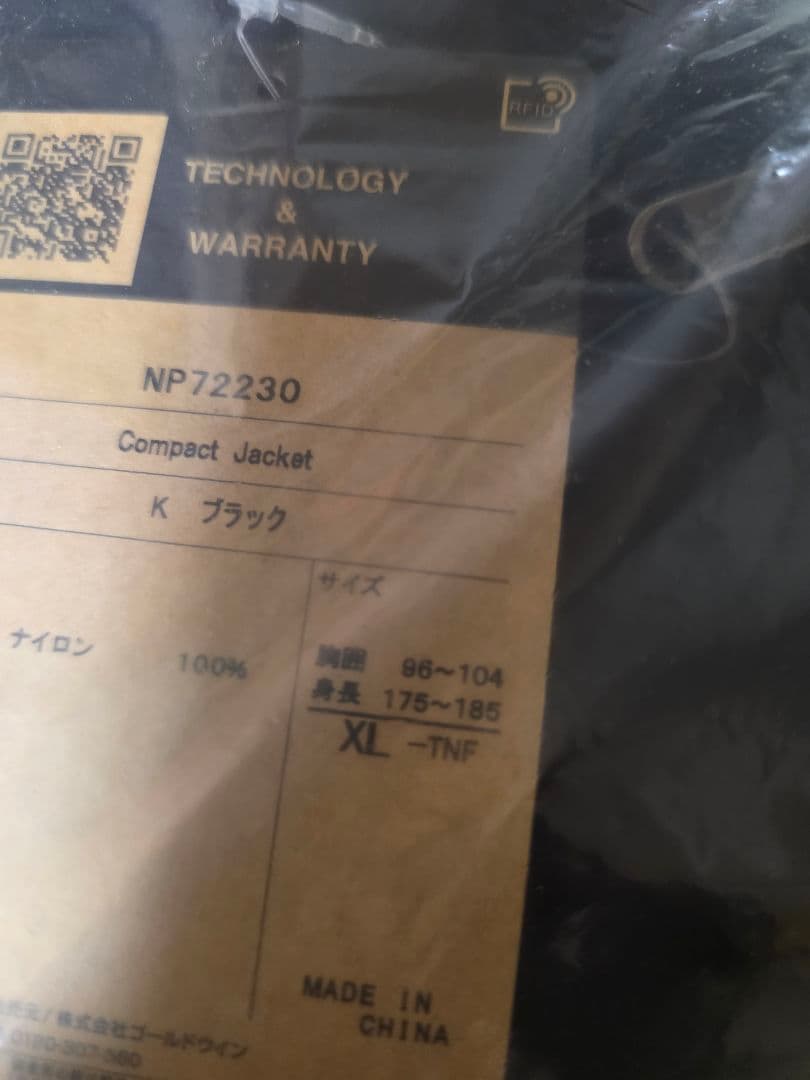 RFID
TECHNOLOGY
&
WARRANTY
NP72230
Compact Jacket
K ブラック
サイズ
ナイロン 100%
胸囲 96～104
身長 175～185
XL -TNF
MADE IN
CHINA
元/株式会社ゴールドウイン